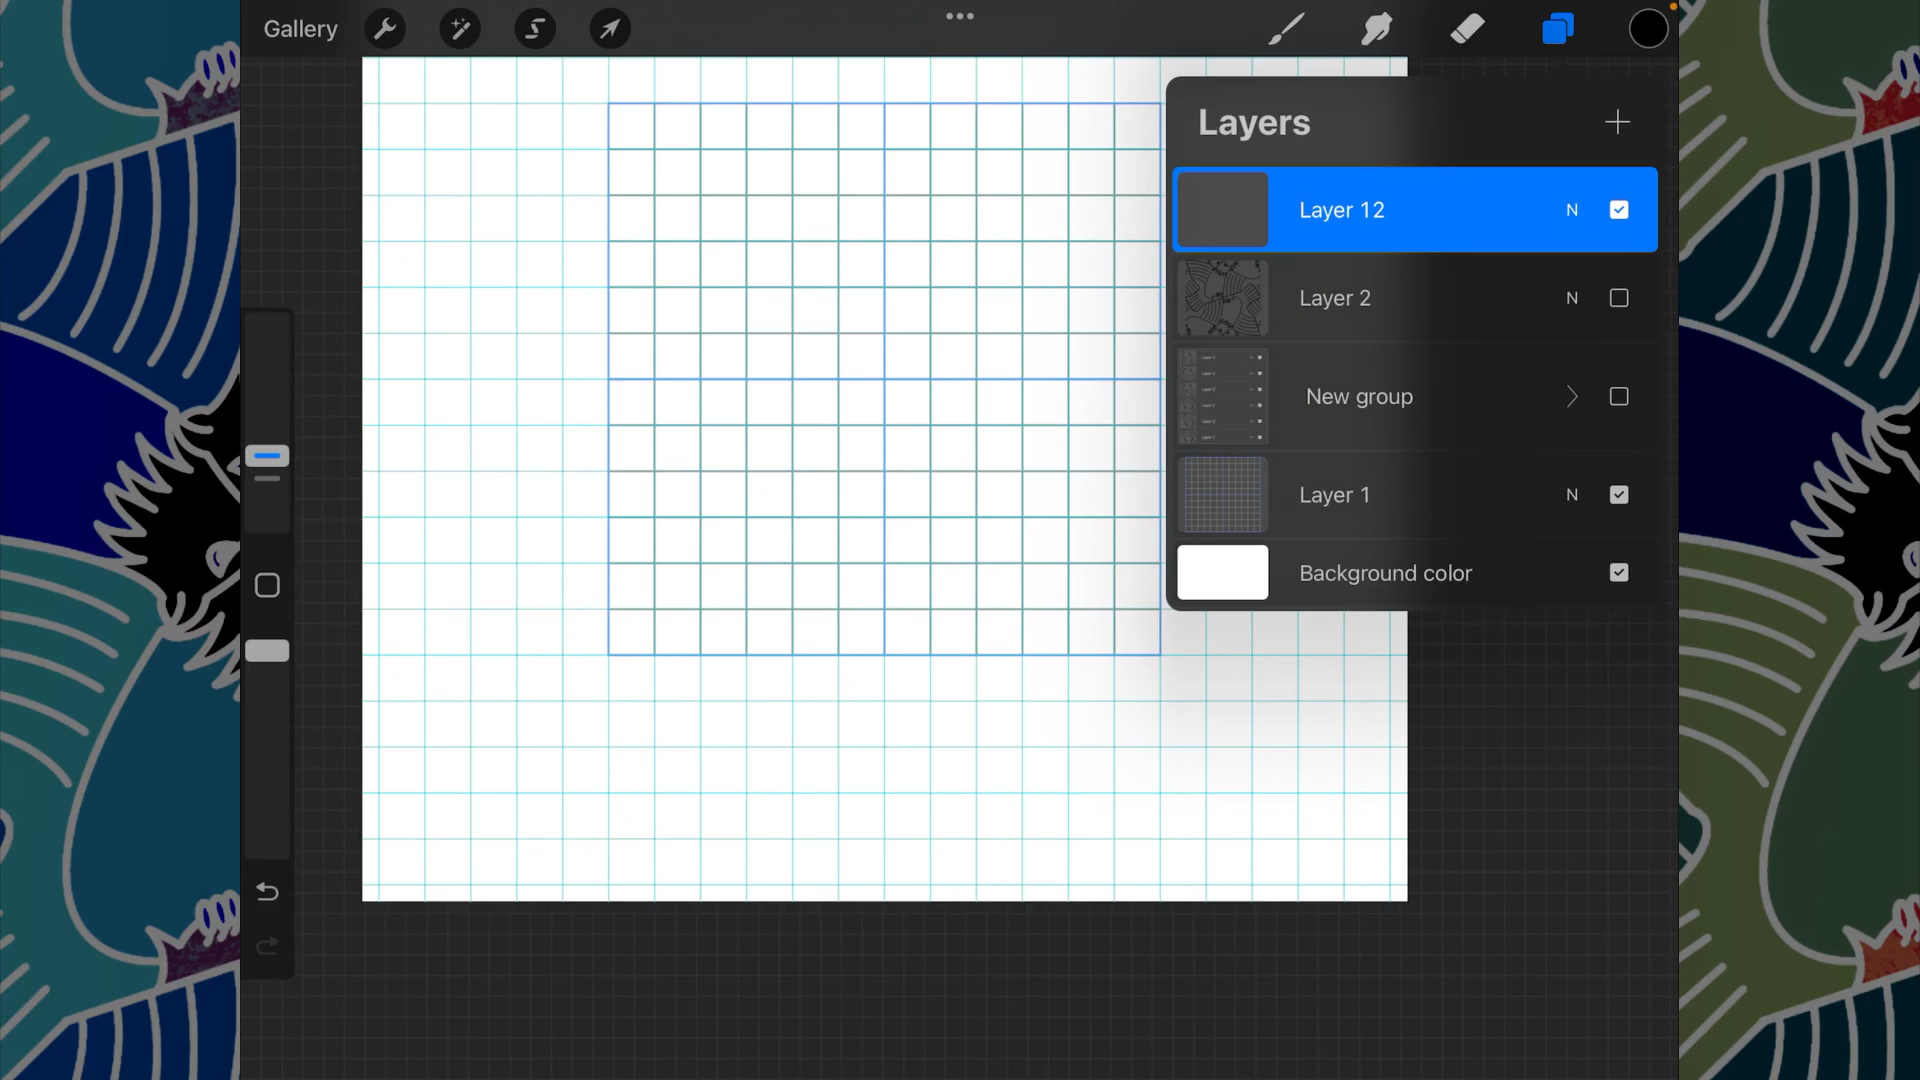 Gallery
Layers
Layer 12 N
Layer 2 N
New group
Layer 1 N
Background color